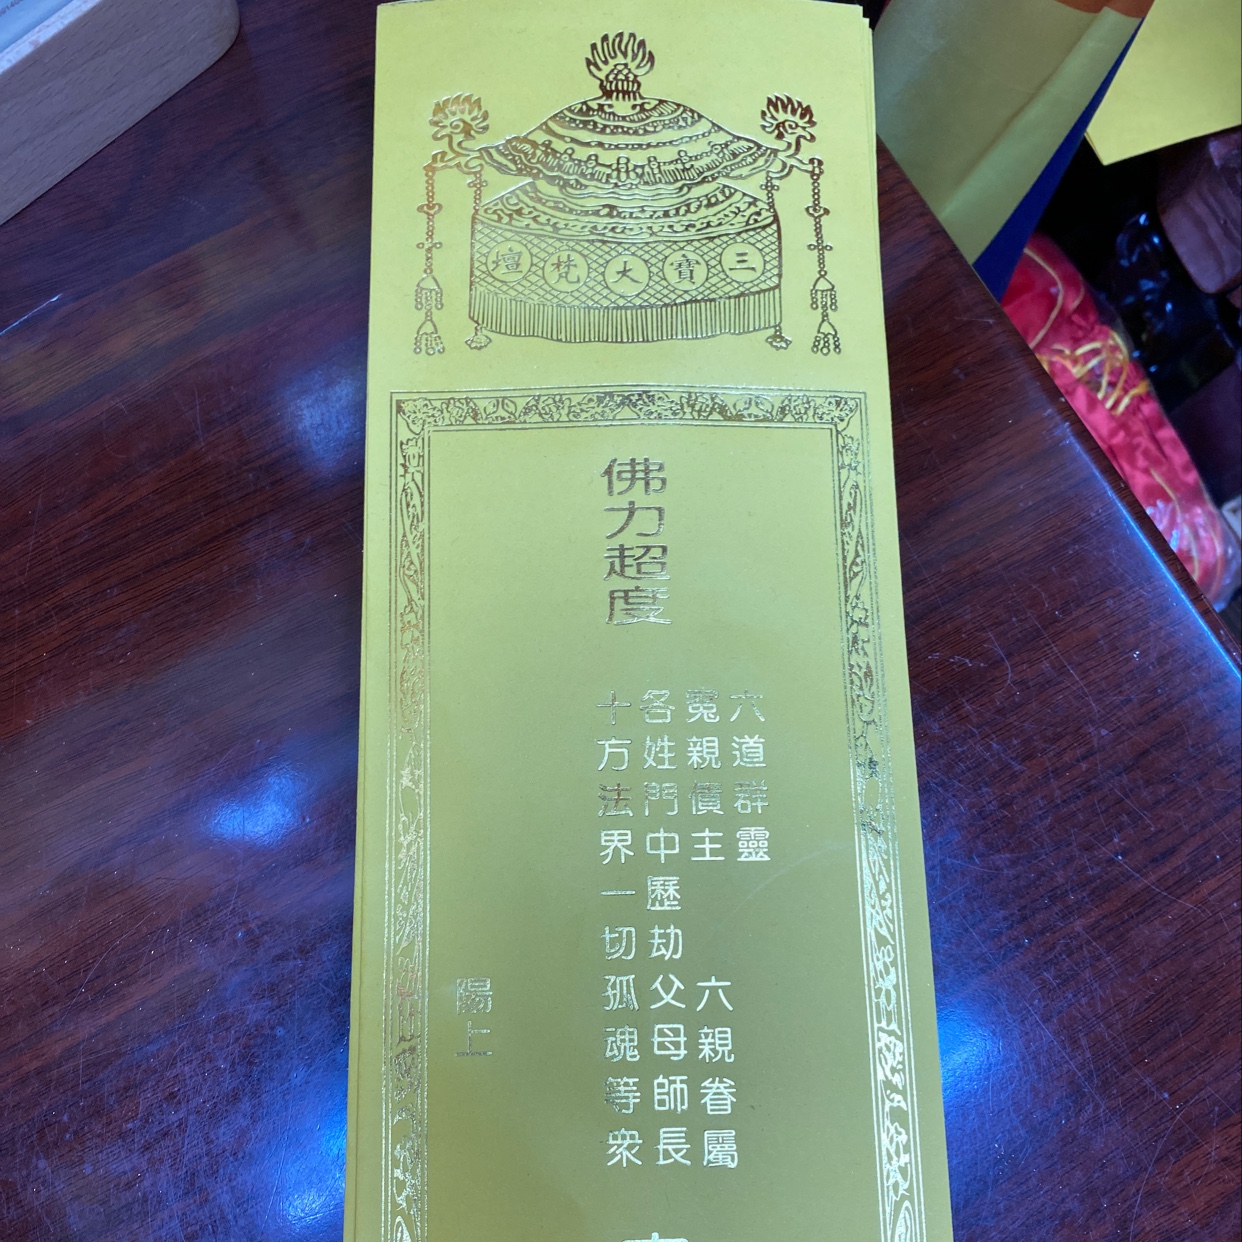 三寶大梵壇
佛力超度
六道群靈
冤親債主 六親眷屬
各姓門中歷劫父母師長
十方法界一切孤魂等衆
陽上